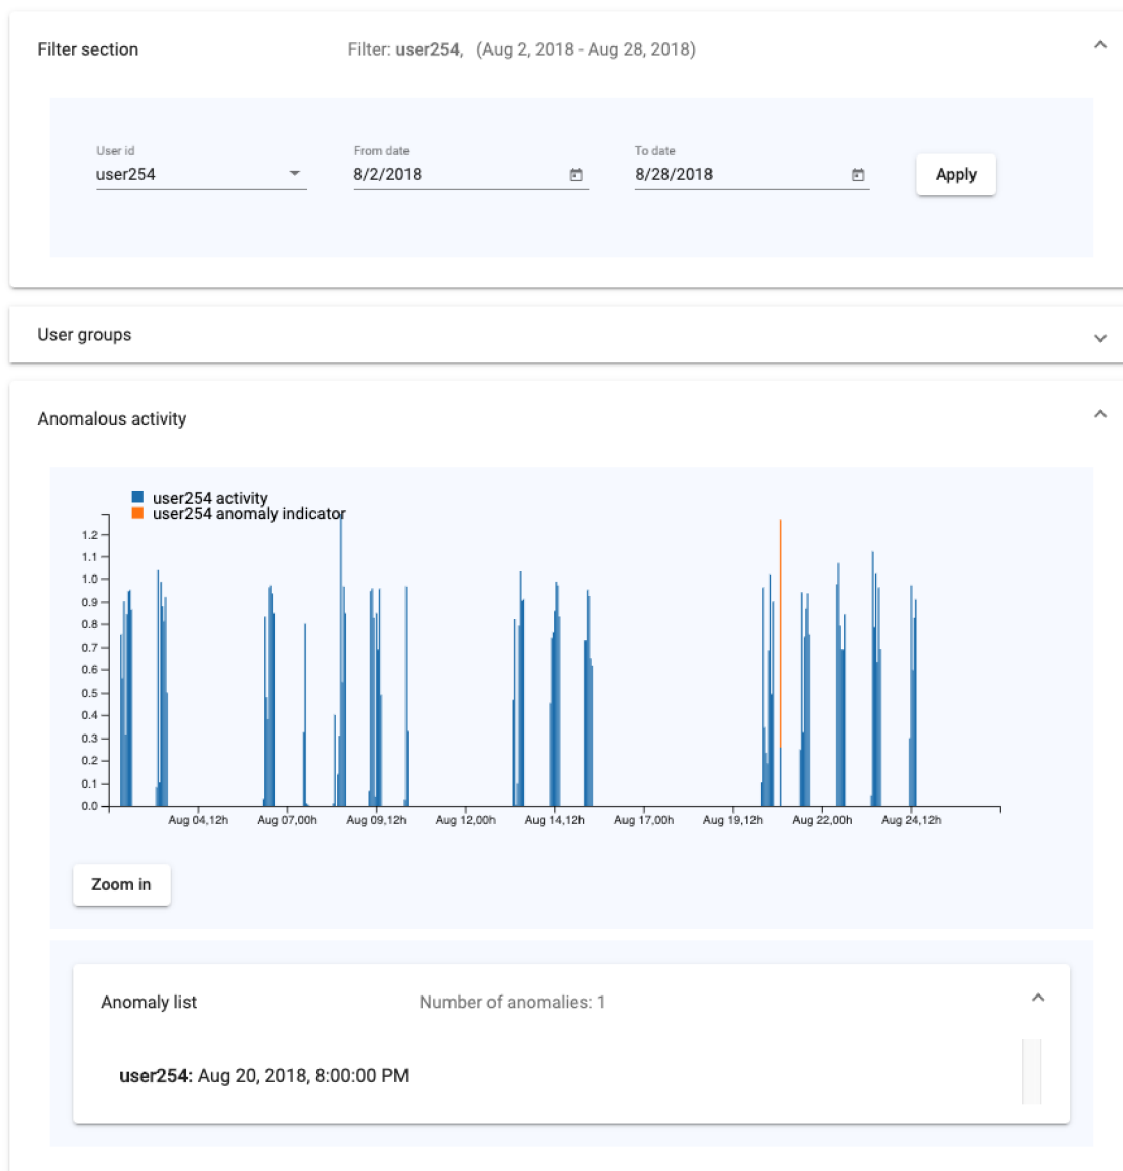 Filter section Filter: user254, (Aug 2, 2018 - Aug 28, 2018)
User id From date To date
user254 8/2/2018 8/28/2018 Apply
User groups
Anomalous activity
user254 activity
user254 anomaly indicator
1.2
1.1
1.0
0.9
0.8
0.7
0.6
0.5
0.4
0.3
0.2
0.1
0.0
Aug 04,12h Aug 07,00h Aug 09,12h Aug 12,00h Aug 14,12h Aug 17,00h Aug 19,12h Aug 22,00h Aug 24,12h
Zoom in
Anomaly list Number of anomalies: 1
user254: Aug 20, 2018, 8:00:00 PM